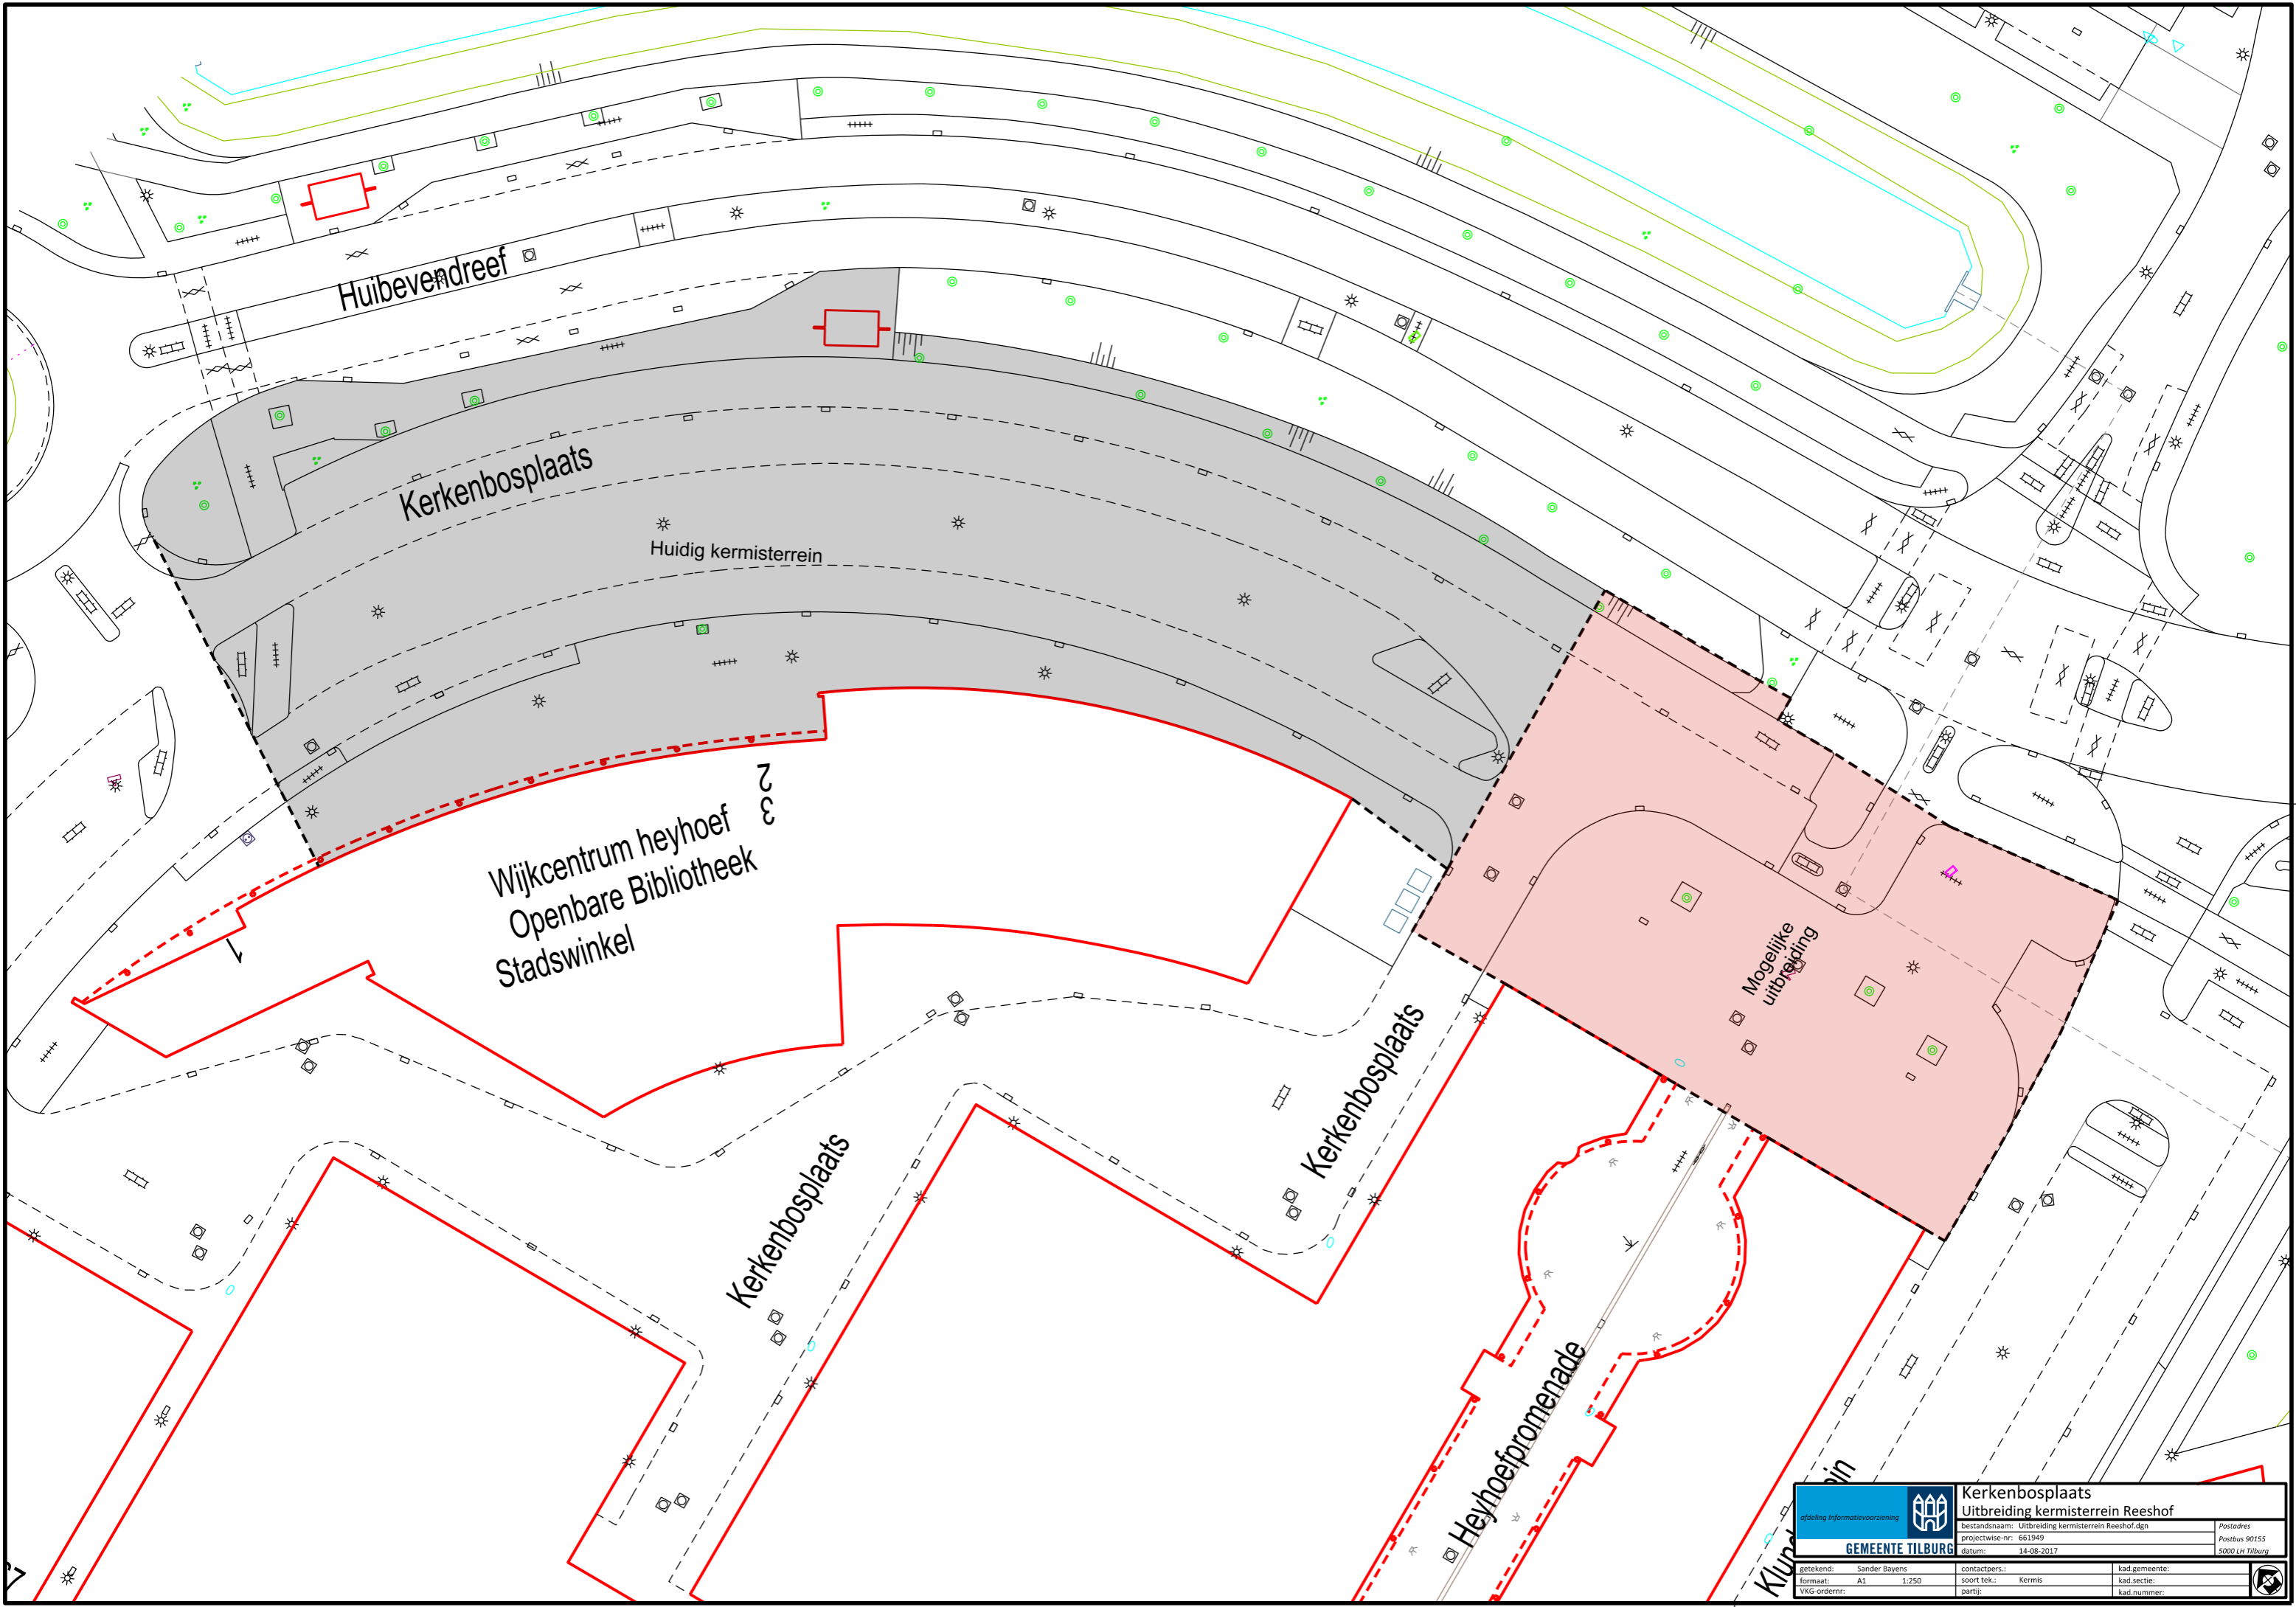 Huibevendreef
Kerkenbosplaats
Huidig kermisterrein
2
3
Wijkcentrum heyhoef
Openbare Bibliotheek
Stadswinkel
1
Mogelijke
uitbreiding
Kerkenbosplaats
Kerkenbosplaats
Heyhoefpromenade
afdeling Informatievoorziening
GEMEENTE TILBURG
Kerkenbosplaats
Uitbreiding kermisterrein Reeshof
bestandsnaam: Uitbreiding kermisterrein Reeshof.dgn
projectwise-nr: 661949
datum: 14-08-2017
Postadres
Postbus 90155
5000 LH Tilburg
getekend: Sander Bayens
formaat: A1 1:250
VKG-ordernr:
contactpers.:
soort tek.: Kermis
partij:
kad.gemeente:
kad.sectie:
kad.nummer: